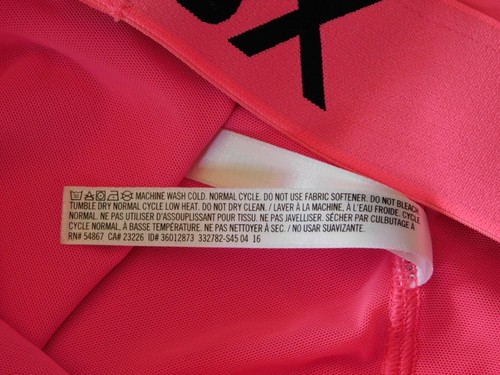 SX
MACHINE WASH COLD. NORMAL CYCLE. DO NOT USE FABRIC SOFTENER. DO NOT BLEACH
TUMBLE DRY NORMAL CYCLE LOW HEAT. DO NOT DRY CLEAN. / LAVER À LA MACHINE. À L'EAU FROIDE. CYCLE
NORMAL. NE PAS UTILISER D'ASSOUPLISSANT POUR TISSU. NE PAS JAVELLISER. SÉCHER PAR CULBUTAGE À
NORMAL. À BASSE TEMPÉRATURE. NE PAS NETTOYER À SEC. / NO USAR SUAVIZANTE.
RN# 54867 CA# 23226 ID# 36012873 332782-S45 04 16